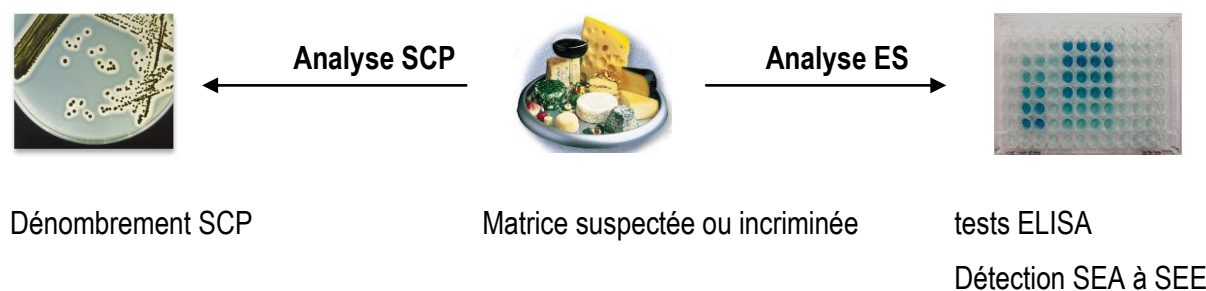 Analyse SCP
Analyse ES
Dénombrement SCP
Matrice suspectée ou incriminée
tests ELISA
Détection SEA à SEE